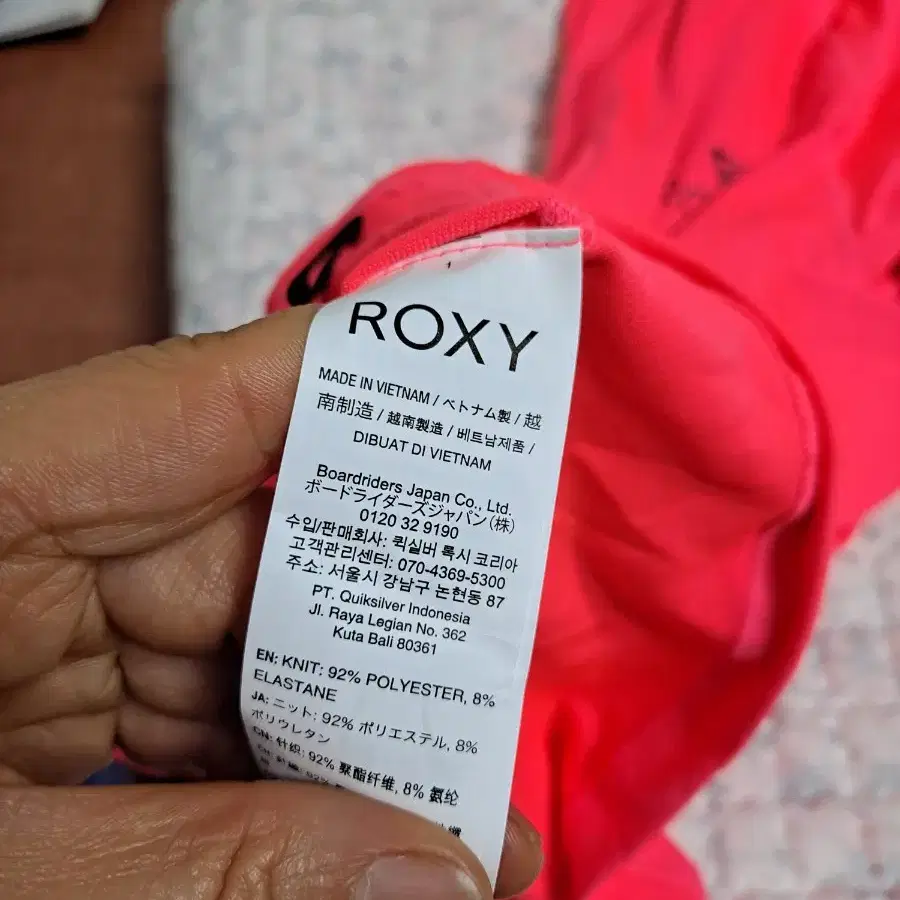 ROXY
MADE IN VIETNAM / ベトナム製 / 越
南制造 / 越南製造 / 베트남제품 /
DIBUAT DI VIETNAM
Boardriders Japan Co., Ltd.
ボードライダーズジャパン(株)
0120 32 9190
수입/판매회사: 퀵실버 록시 코리아
고객관리센터: 070-4369-5300
주소: 서울시 강남구 논현동 87
PT. Quiksilver Indonesia
Jl. Raya Legian No. 362
Kuta Bali 80361
EN: KNIT: 92% POLYESTER, 8%
ELASTANE
JA: ニット: 92% ポリエステル, 8%
ポリウレタン
CN: 针织: 92% 聚酯纤维, 8% 氨纶